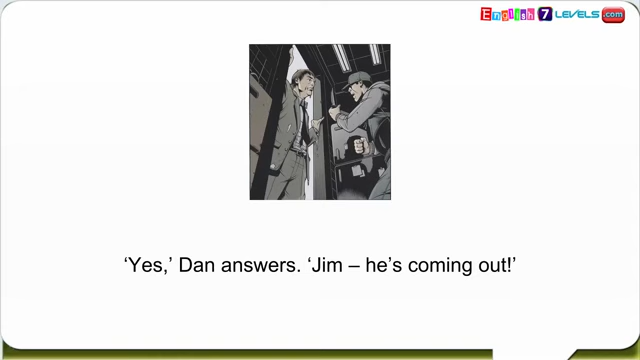 English 7 LEVELS .com
‘Yes,’ Dan answers. ‘Jim – he’s coming out!’